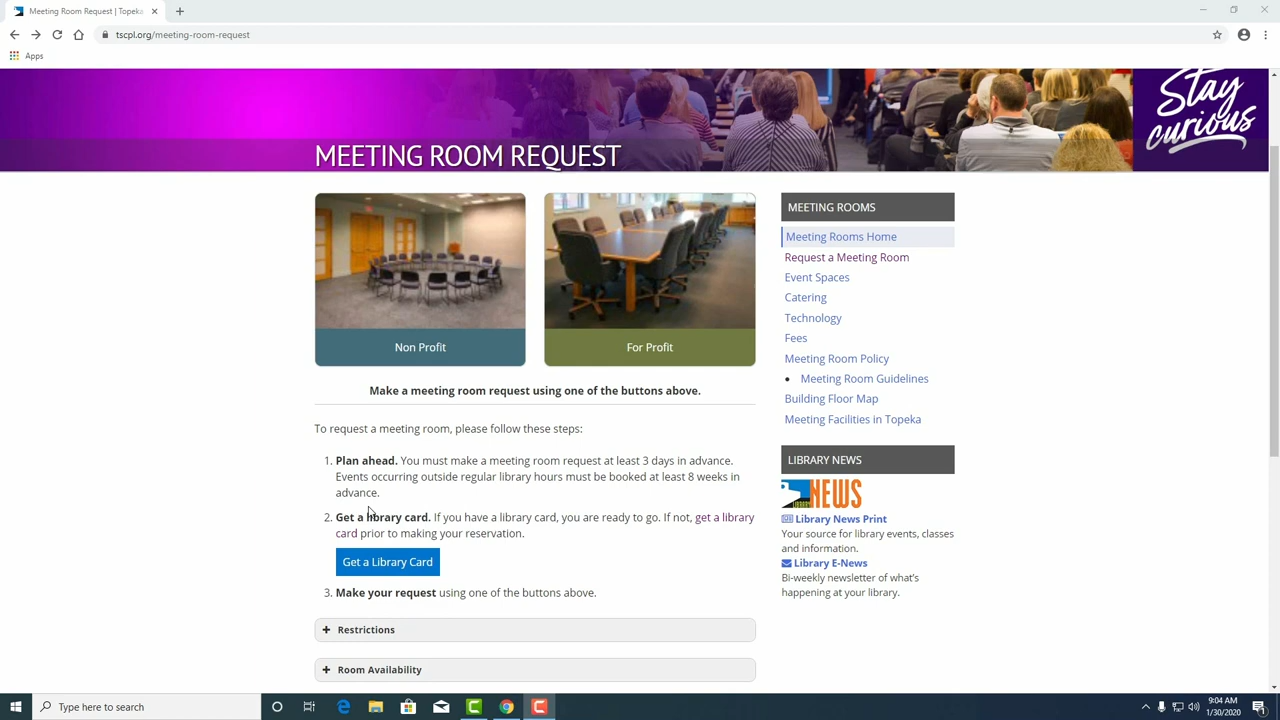 Meeting Room Request | Topeka
tscpl.org/meeting-room-request
Apps
Stay
curious
MEETING ROOM REQUEST
Non Profit
For Profit
Make a meeting room request using one of the buttons above.
To request a meeting room, please follow these steps:
1. Plan ahead. You must make a meeting room request at least 3 days in advance.
Events occurring outside regular library hours must be booked at least 8 weeks in
advance.
2. Get a library card. If you have a library card, you are ready to go. If not, get a library
card prior to making your reservation.
Get a Library Card
3. Make your request using one of the buttons above.
Restrictions
Room Availability
MEETING ROOMS
Meeting Rooms Home
Request a Meeting Room
Event Spaces
Catering
Technology
Fees
Meeting Room Policy
Meeting Room Guidelines
Building Floor Map
Meeting Facilities in Topeka
LIBRARY NEWS
NEWS
Library News Print
Your source for library events, classes
and information.
Library E-News
Bi-weekly newsletter of what's
happening at your library.
Type here to search
9:04 AM
1/30/2020